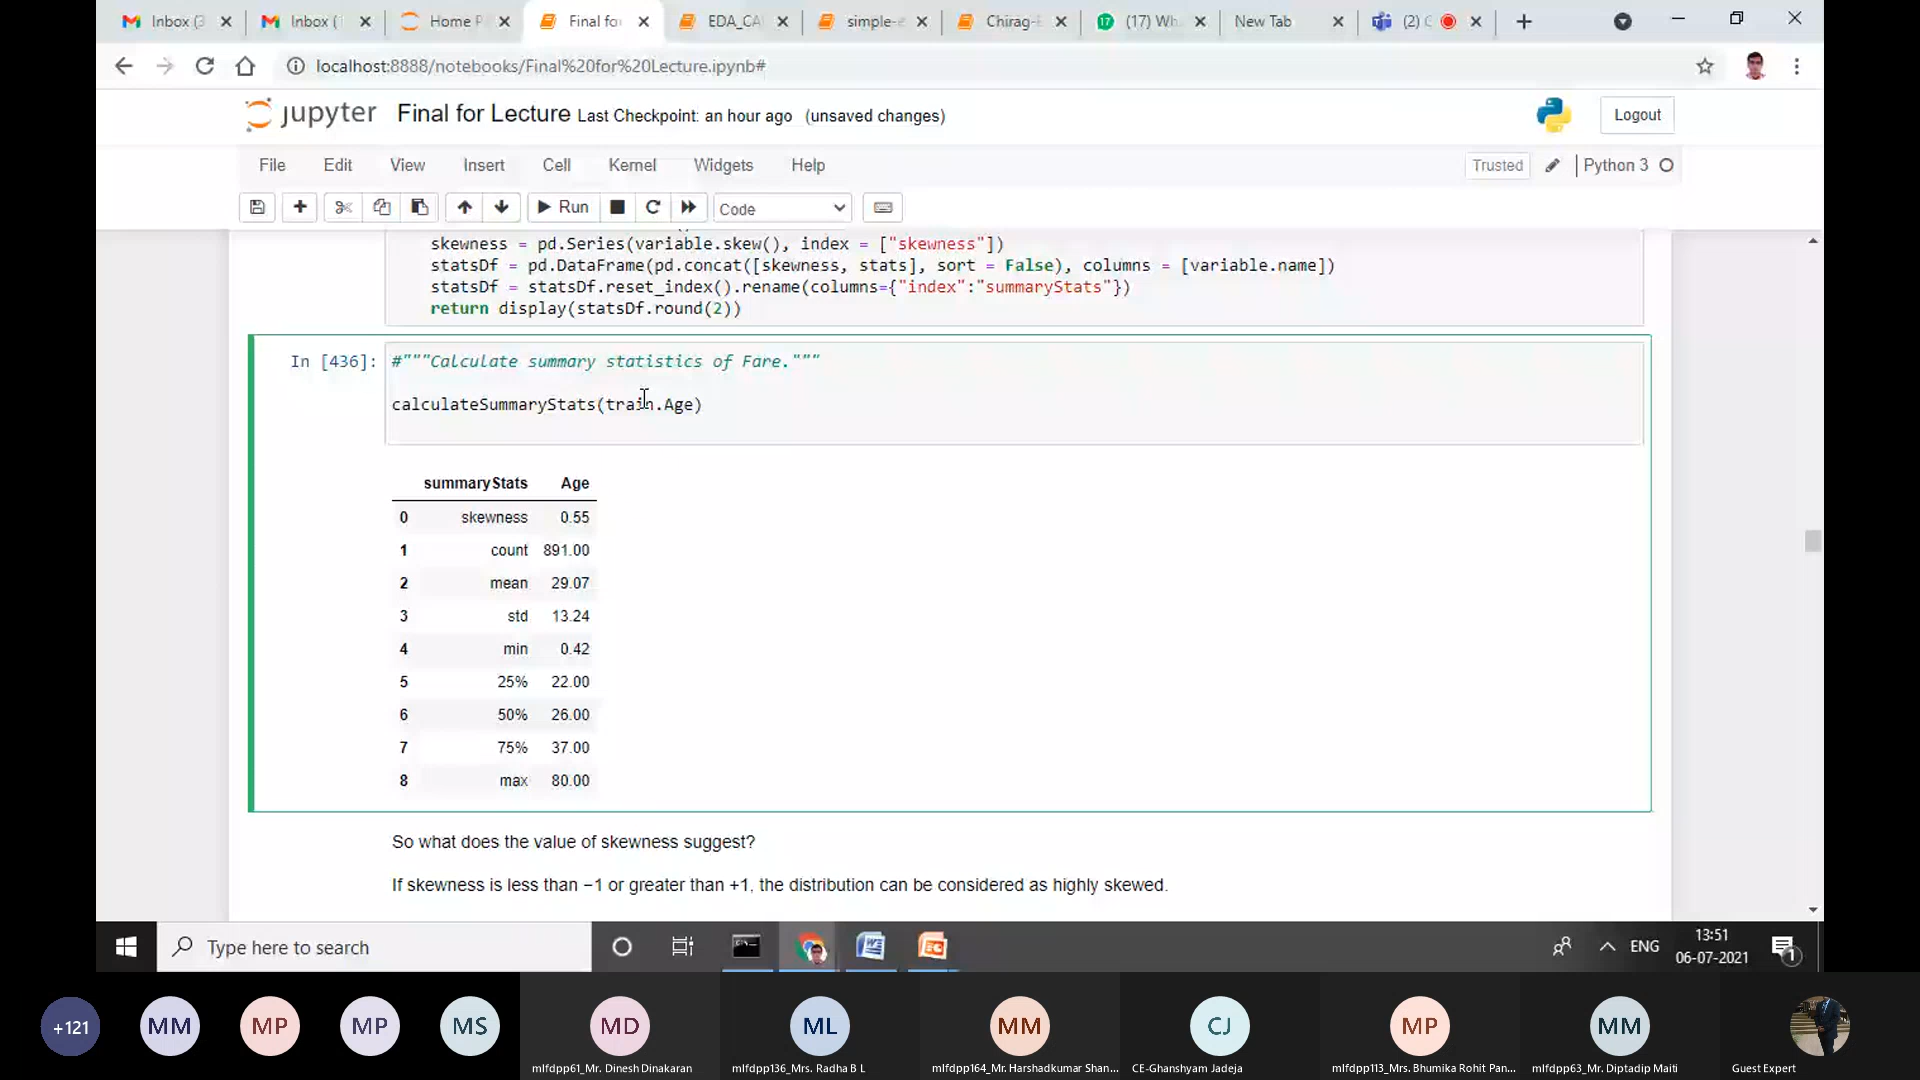 Inbox (3
Inbox (1
Home P
Final fo
EDA_CA
simple-e
Chirag-E
17
(17) Wh
New Tab
(2) C
localhost:8888/notebooks/Final%20for%20Lecture.ipynb#
jupyter
Final for Lecture Last Checkpoint: an hour ago (unsaved changes)
Logout
File
Edit
View
Insert
Cell
Kernel
Widgets
Help
Trusted
Python 3
Run
Code
skewness = pd.Series(variable.skew(), index = ["skewness"])
statsDf = pd.DataFrame(pd.concat([skewness, stats], sort = False), columns = [variable.name])
statsDf = statsDf.reset_index().rename(columns={"index":"summaryStats"})
return display(statsDf.round(2))
In [436]:
#"""Calculate summary statistics of Fare."""
calculateSummaryStats(train.Age)
summaryStats Age
0 skewness 0.55
1 count 891.00
2 mean 29.07
3 std 13.24
4 min 0.42
5 25% 22.00
6 50% 26.00
7 75% 37.00
8 max 80.00
So what does the value of skewness suggest?
If skewness is less than −1 or greater than +1, the distribution can be considered as highly skewed.
Type here to search
ENG
13:51
06-07-2021
1
+121
MM
MP
MP
MS
MD
ML
MM
CJ
MP
MM
mlfdpp61_Mr. Dinesh Dinakaran
mlfdpp136_Mrs. Radha B L
mlfdpp164_Mr. Harshadkumar Shan...
CE-Ghanshyam Jadeja
mlfdpp113_Mrs. Bhumika Rohit Pan...
mlfdpp63_Mr. Diptadip Maiti
Guest Expert